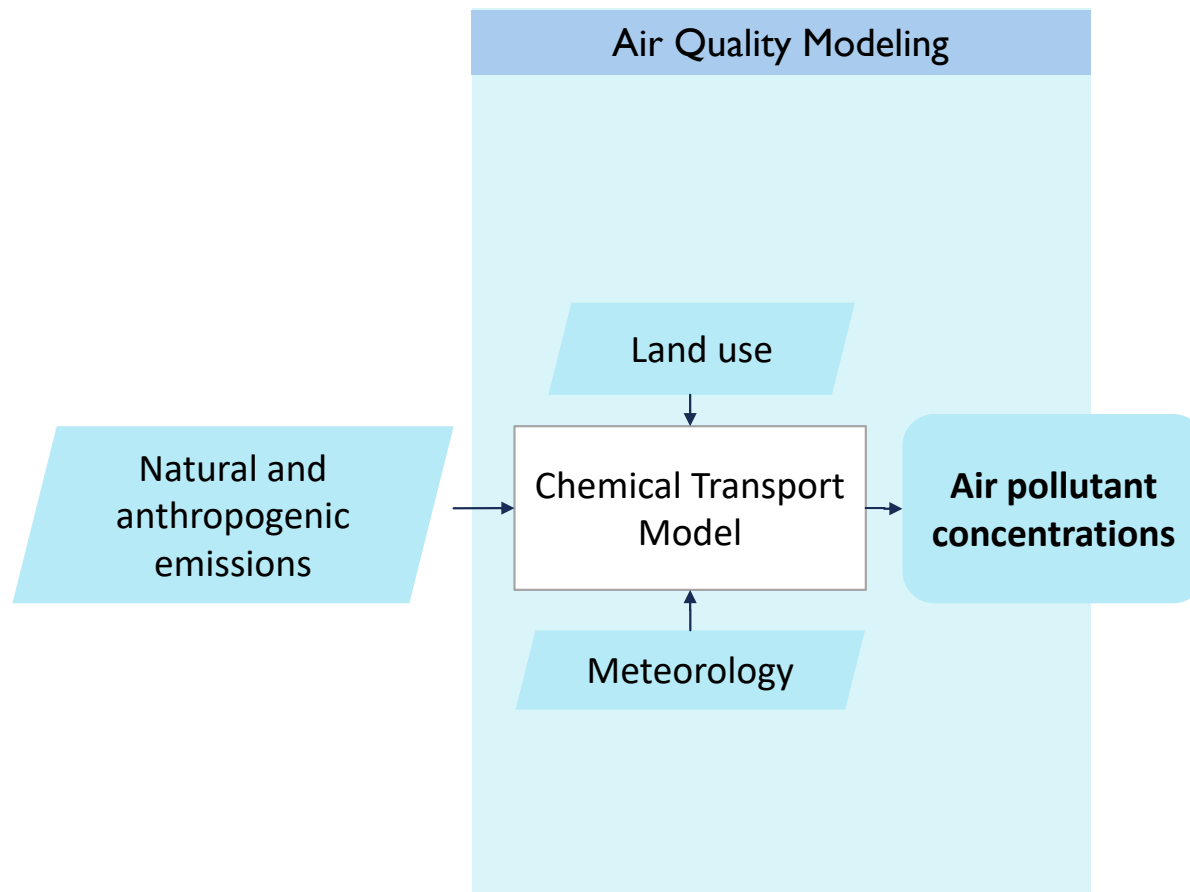 Air Quality Modeling
Land use
Natural and
anthropogenic
emissions
Chemical Transport
Model
Air pollutant
concentrations
Meteorology